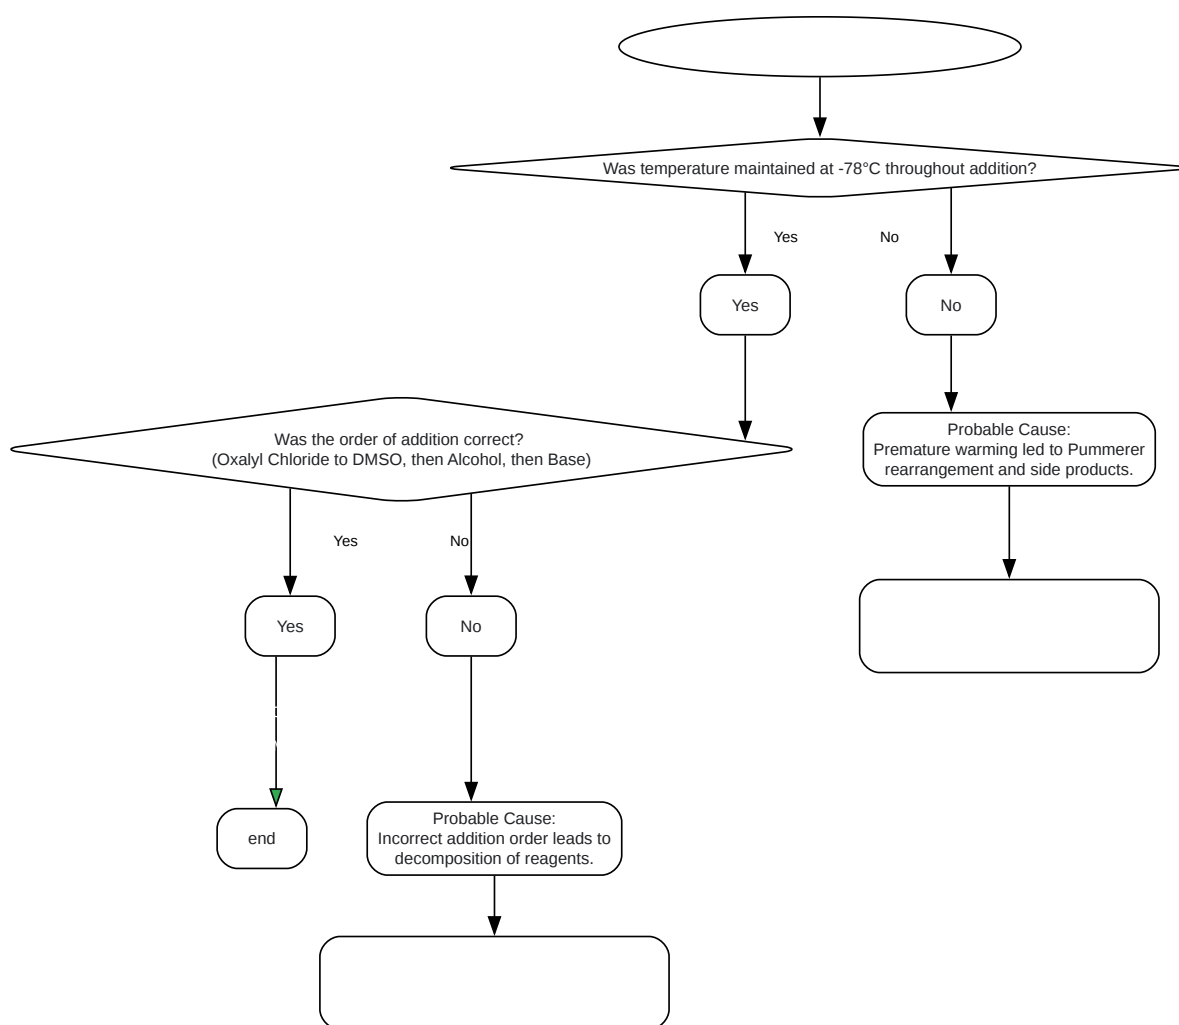 Was temperature maintained at -78°C throughout addition?
Yes
No
Yes
No
Probable Cause:
Premature warming led to Pummerer
rearrangement and side products.
Was the order of addition correct?
(Oxalyl Chloride to DMSO, then Alcohol, then Base)
Yes
No
Yes
No
end
Probable Cause:
Incorrect addition order leads to
decomposition of reagents.